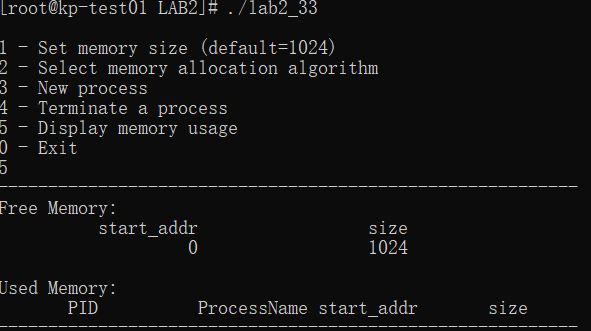 [root@kp-test01 LAB2]# ./lab2_33
1 - Set memory size (default=1024)
2 - Select memory allocation algorithm
3 - New process
4 - Terminate a process
5 - Display memory usage
0 - Exit
5
----------------------------------------------------------
Free Memory:
start_addr size
0 1024
Used Memory:
PID ProcessName start_addr size
----------------------------------------------------------